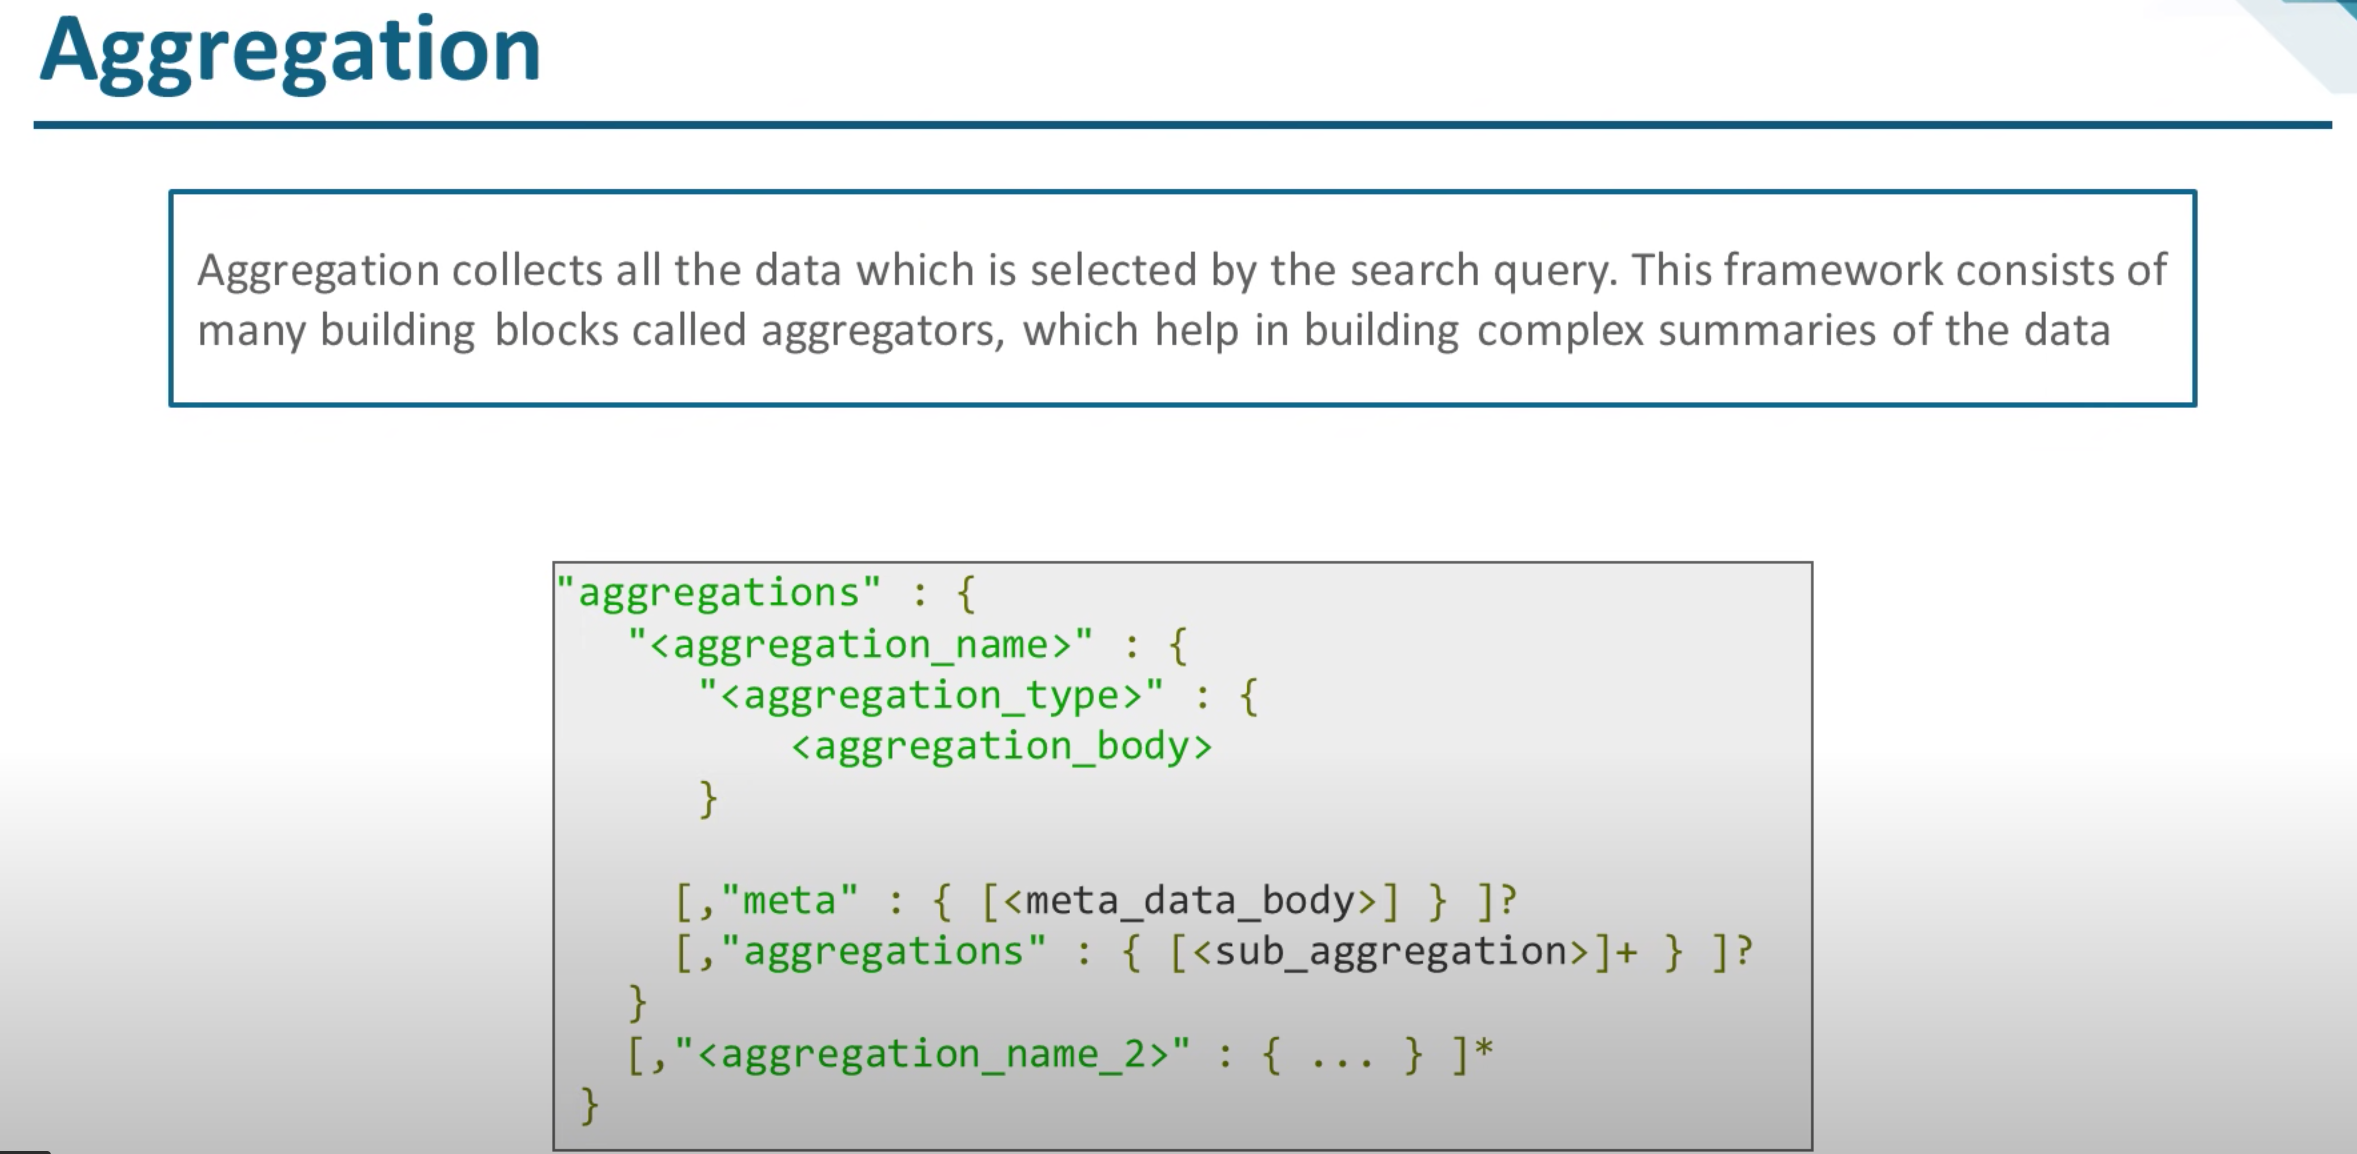 Aggregation
Aggregation collects all the data which is selected by the search query. This framework consists of
many building blocks called aggregators, which help in building complex summaries of the data
"aggregations" : {
"<aggregation_name>" : {
"<aggregation_type>" : {
<aggregation_body>
}
[,"meta" : { [<meta_data_body>] } ]?
[,"aggregations" : { [<sub_aggregation>]+ } ]?
}
[,"<aggregation_name_2>" : { ... } ]*
}